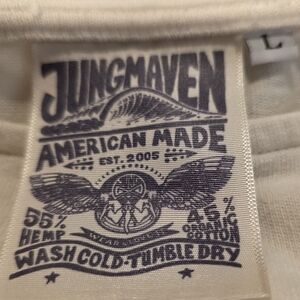 JUNGMAVEN
L
AMERICAN MADE
EST. 2005
55% HEMP
45% ORGANIC COTTON
WASH COLD · TUMBLE DRY